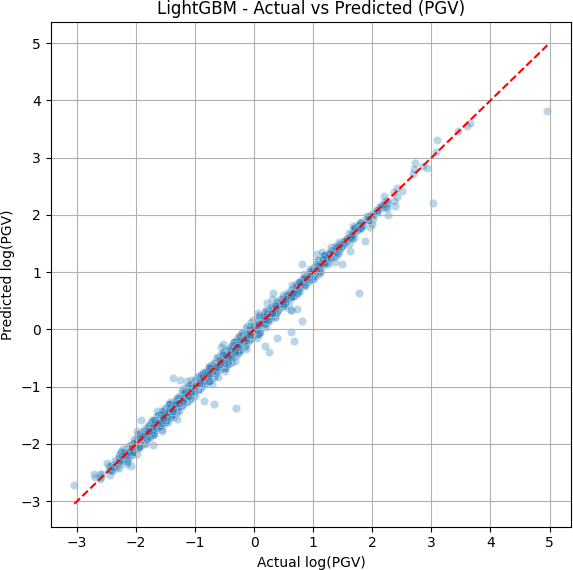 LightGBM - Actual vs Predicted (PGV)
5
4
3
2
1
0
−1
−2
−3
Predicted log(PGV)
−3 −2 −1 0 1 2 3 4 5
Actual log(PGV)